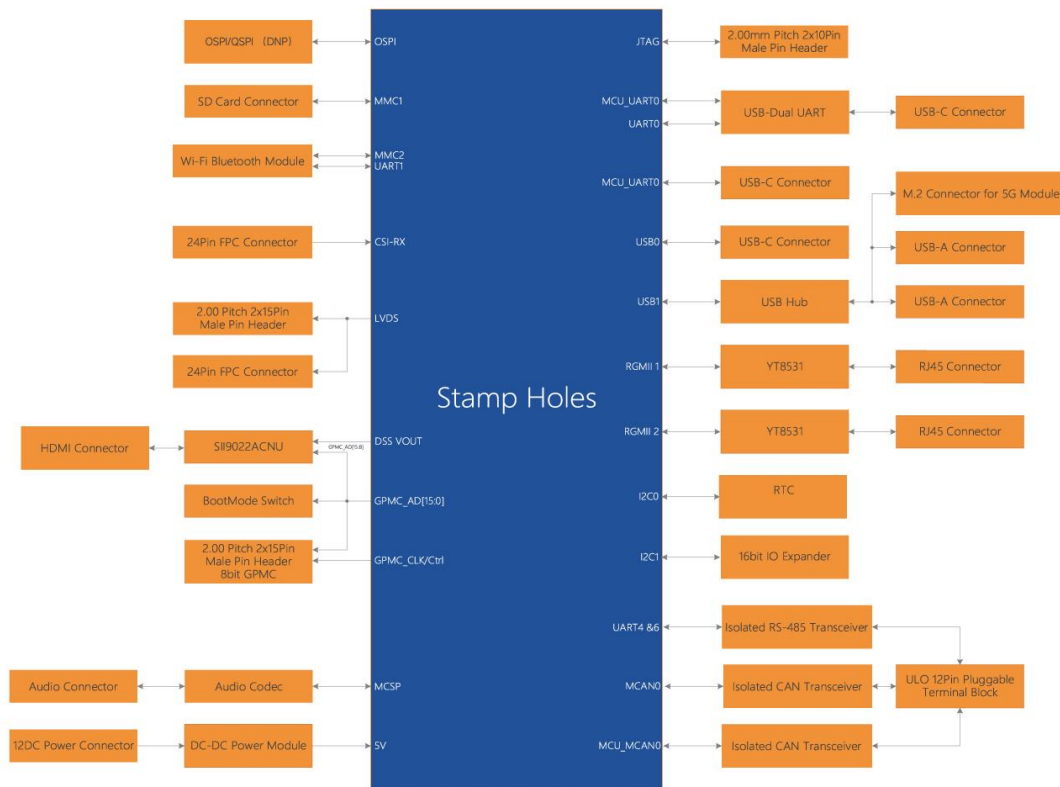 OSPI/QSPI （DNP）
OSPI
SD Card Connector
MMC1
Wi-Fi Bluetooth Module
MMC2
UART1
24Pin FPC Connector
CSI-RX
2.00 Pitch 2x15Pin
Male Pin Header
LVDS
24Pin FPC Connector
HDMI Connector
SII9022ACNU
GPMC_AD[15:8]
DSS VOUT
BootMode Switch
GPMC_AD[15:0]
2.00 Pitch 2x15Pin
Male Pin Header
8bit GPMC
GPMC_CLK/Ctrl
Audio Connector
Audio Codec
MCSP
12DC Power Connector
DC-DC Power Module
5V
Stamp Holes
JTAG
2.00mm Pitch 2x10Pin
Male Pin Header
MCU_UART0
UART0
USB-Dual UART
USB-C Connector
MCU_UART0
USB-C Connector
M.2 Connector for 5G Module
USB0
USB-C Connector
USB-A Connector
USB1
USB Hub
USB-A Connector
RGMII 1
YT8531
RJ45 Connector
RGMII 2
YT8531
RJ45 Connector
I2C0
RTC
I2C1
16bit IO Expander
UART4 &6
Isolated RS-485 Transceiver
MCAN0
Isolated CAN Transceiver
ULO 12Pin Pluggable
Terminal Block
MCU_MCAN0
Isolated CAN Transceiver